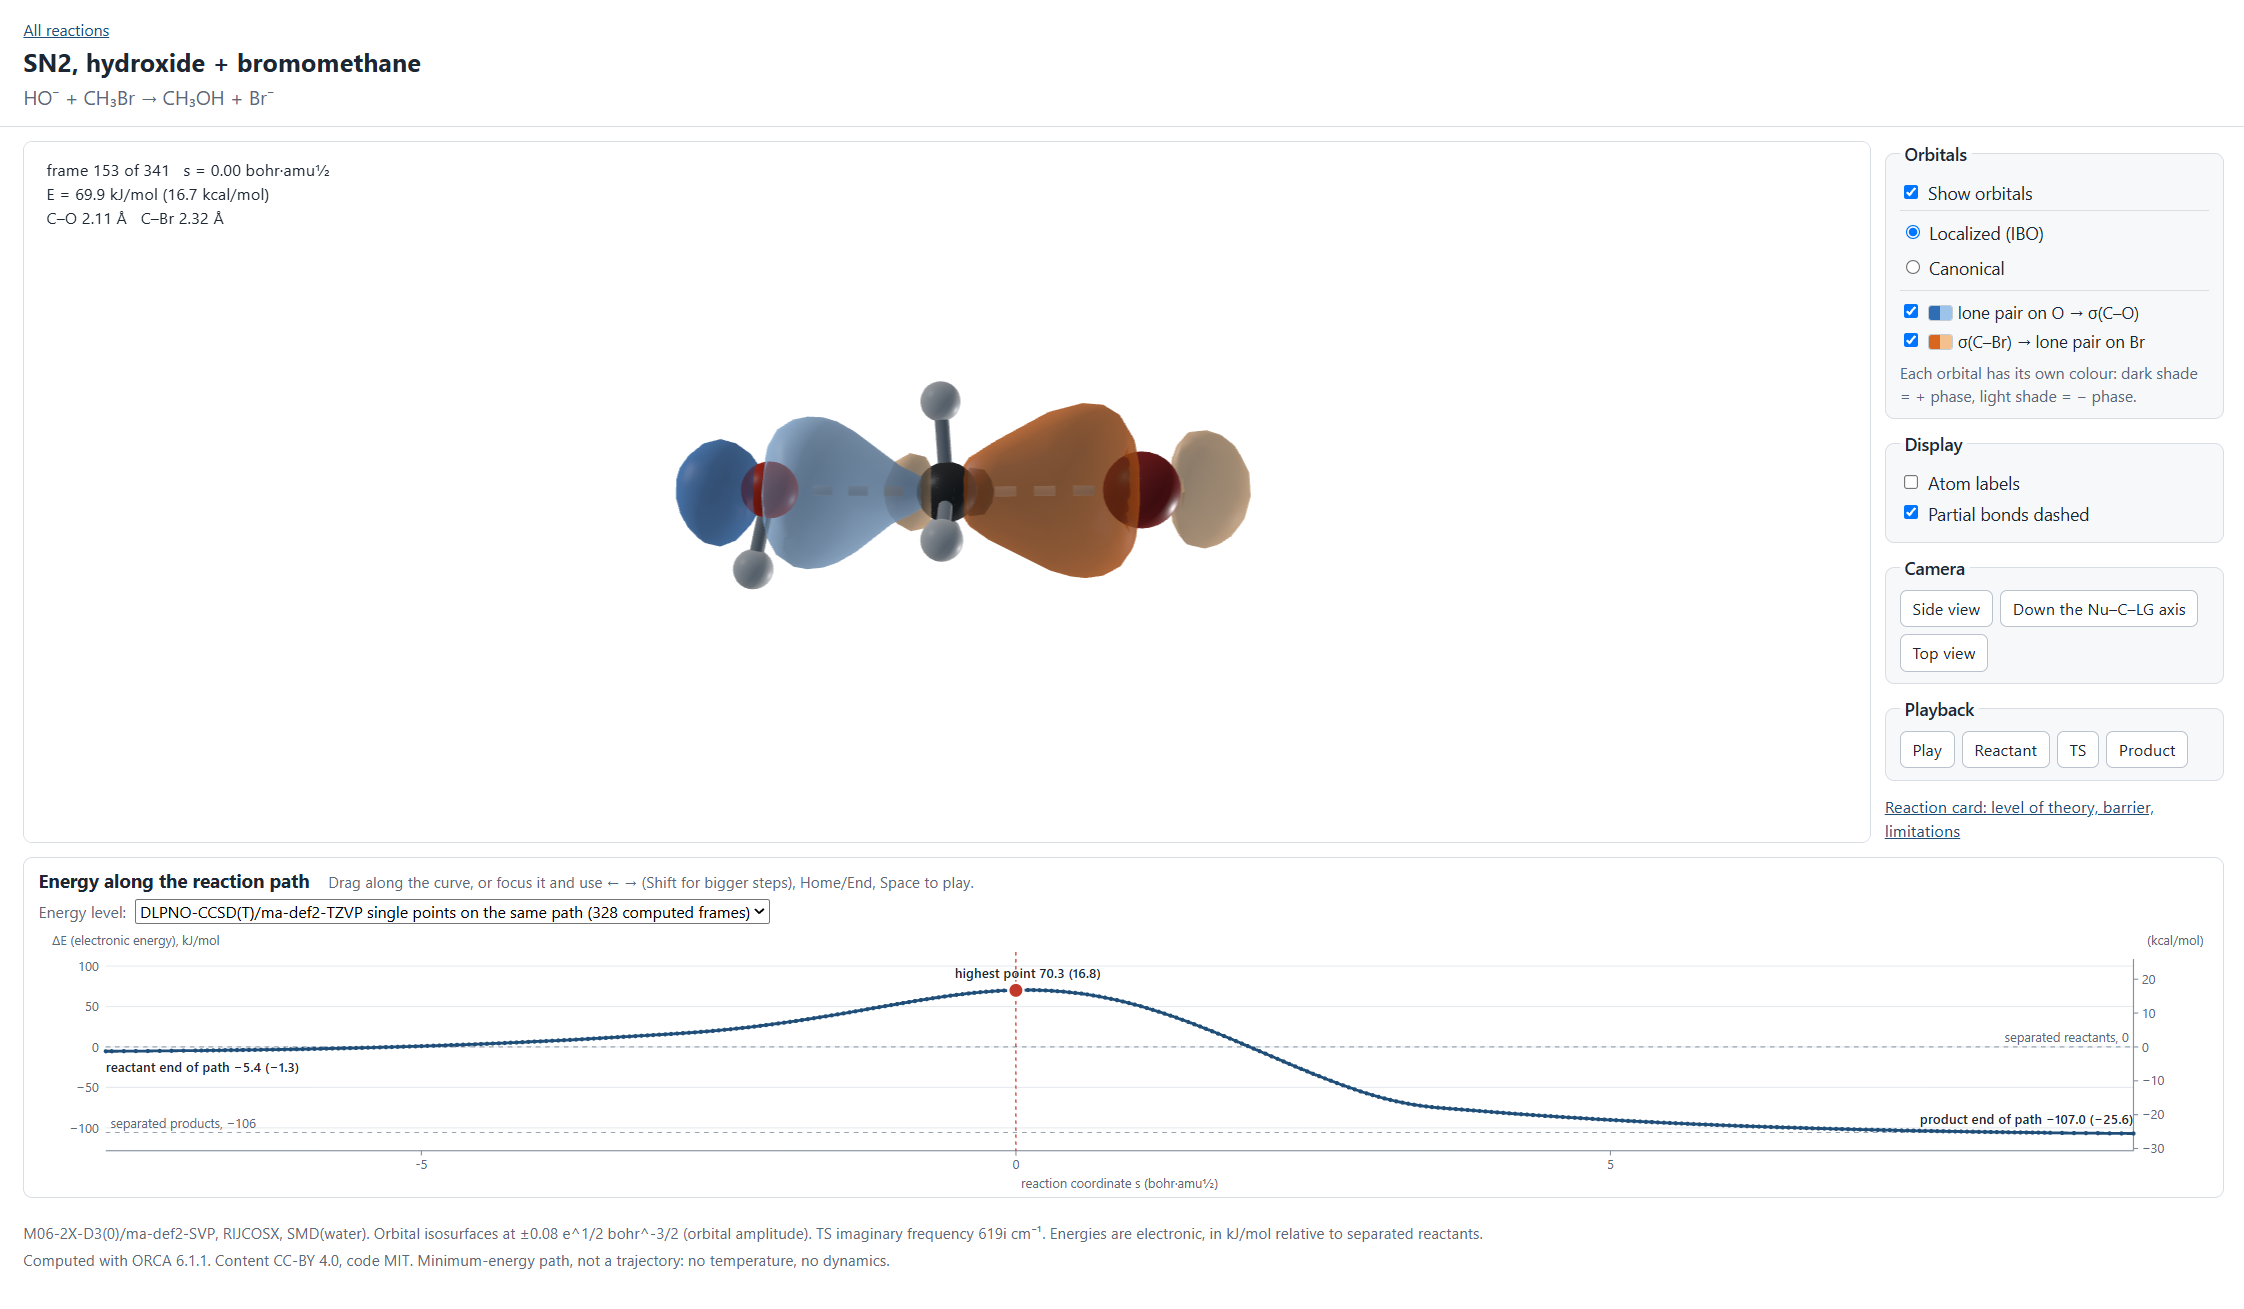 All reactions
SN2, hydroxide + bromomethane
HO⁻ + CH₃Br → CH₃OH + Br⁻
frame 153 of 341 s = 0.00 bohr·amu½
E = 69.9 kJ/mol (16.7 kcal/mol)
C–O 2.11 Å C–Br 2.32 Å
Orbitals
Show orbitals
Localized (IBO)
Canonical
lone pair on O → σ(C–O)
σ(C–Br) → lone pair on Br
Each orbital has its own colour: dark shade
= + phase, light shade = − phase.
Display
Atom labels
Partial bonds dashed
Camera
Side view Down the Nu–C–LG axis
Top view
Playback
Play Reactant TS Product
Reaction card: level of theory, barrier,
limitations
Energy along the reaction path Drag along the curve, or focus it and use ← → (Shift for bigger steps), Home/End, Space to play.
Energy level: DLPNO-CCSD(T)/ma-def2-TZVP single points on the same path (328 computed frames)
ΔE (electronic energy), kJ/mol (kcal/mol)
100
50
0
−50
−100
highest point 70.3 (16.8)
separated reactants, 0
reactant end of path −5.4 (−1.3)
separated products, −106
product end of path −107.0 (−25.6)
20
10
0
−10
−20
−30
-5 0 5
reaction coordinate s (bohr·amu½)
M06-2X-D3(0)/ma-def2-SVP, RIJCOSX, SMD(water). Orbital isosurfaces at ±0.08 e^1/2 bohr^-3/2 (orbital amplitude). TS imaginary frequency 619i cm⁻¹. Energies are electronic, in kJ/mol relative to separated reactants.
Computed with ORCA 6.1.1. Content CC-BY 4.0, code MIT. Minimum-energy path, not a trajectory: no temperature, no dynamics.